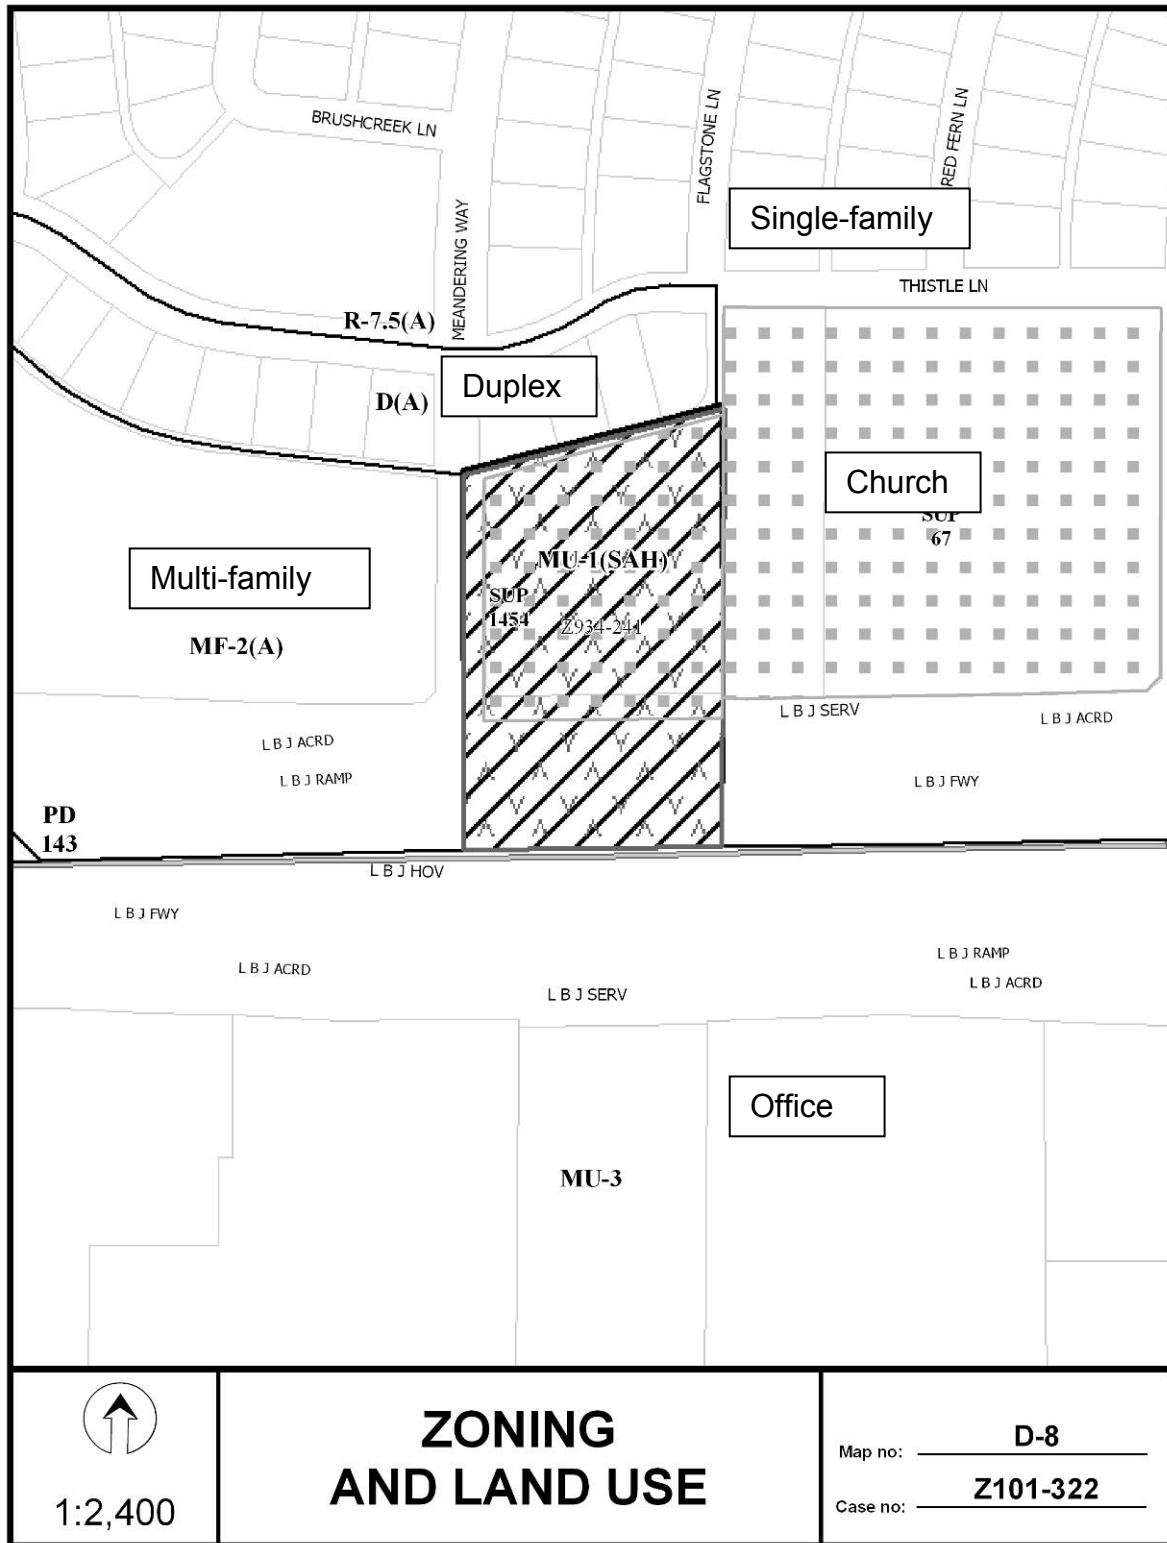 BRUSHCREEK LN
FLAGSTONE LN
RED FERN LN
MEANDERING WAY
Single-family
THISTLE LN
R-7.5(A)
Duplex
D(A)
Church
SUP
67
Multi-family
MU-1(SAH)
SUP
1454
Z934-241
MF-2(A)
L B J SERV
L B J ACRD
L B J ACRD
L B J RAMP
L B J FWY
PD
143
L B J HOV
L B J FWY
L B J RAMP
L B J ACRD
L B J ACRD
L B J SERV
Office
MU-3
ZONING
AND LAND USE
1:2,400
Map no: D-8
Case no: Z101-322